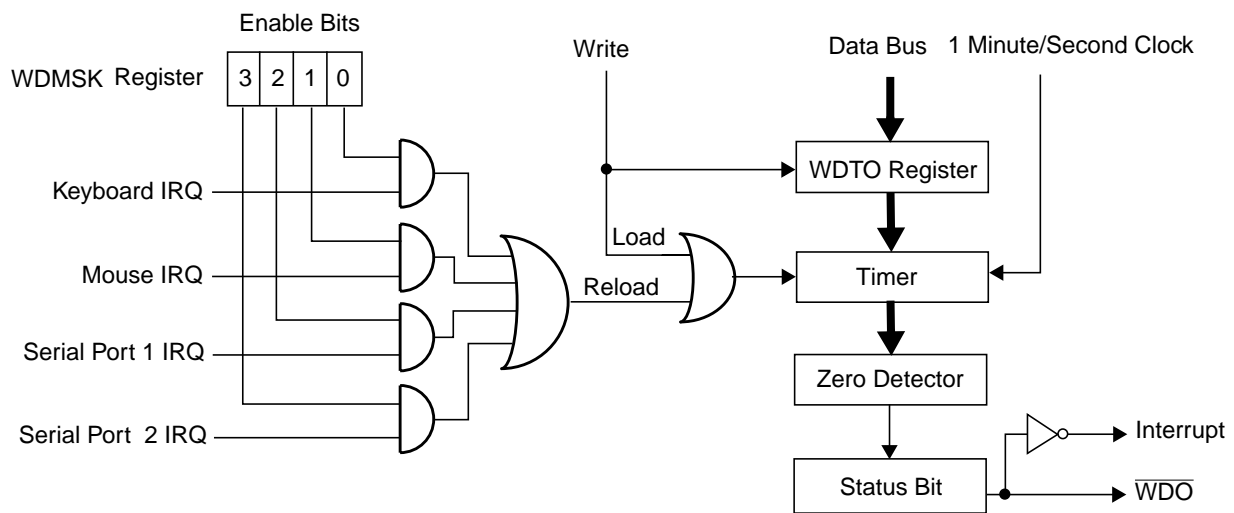 Enable Bits
WDMSK Register
3 2 1 0
Write
Data Bus
1 Minute/Second Clock
WDTO Register
Keyboard IRQ
Mouse IRQ
Load
Reload
Timer
Serial Port 1 IRQ
Zero Detector
Serial Port 2 IRQ
Interrupt
Status Bit
W̅D̅O̅